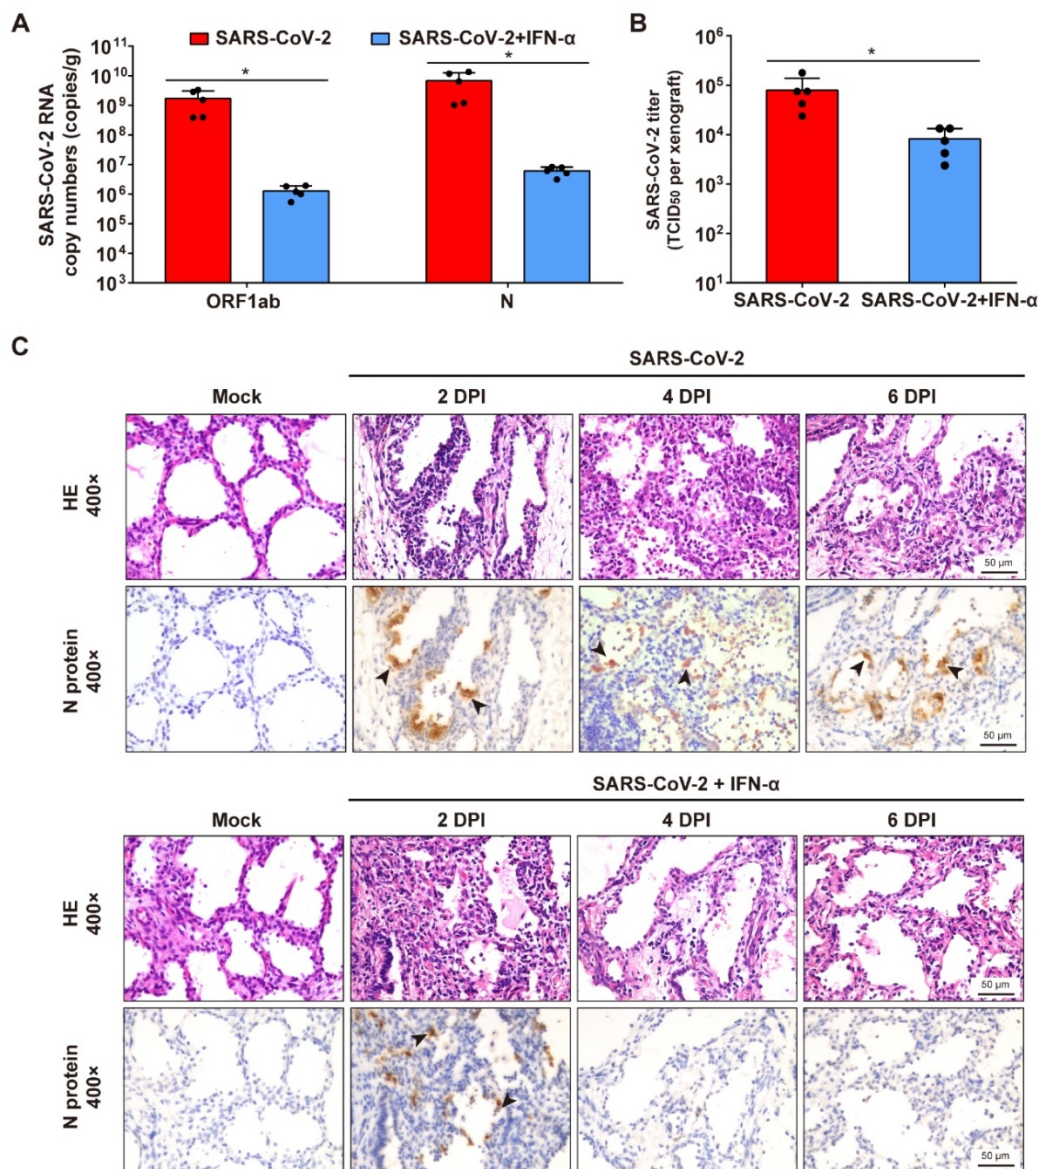 A
SARS-CoV-2 SARS-CoV-2+IFN-α
SARS-CoV-2 RNA
copy numbers (copies/g)
10¹¹
10¹⁰
10⁹
10⁸
10⁷
10⁶
10⁵
10⁴
10³
*
*
ORF1ab N
B
SARS-CoV-2 titer
(TCID₅₀ per xenograft)
10⁶
10⁵
10⁴
10³
10²
10¹
*
SARS-CoV-2 SARS-CoV-2+IFN-α
C
SARS-CoV-2
Mock 2 DPI 4 DPI 6 DPI
HE
400×
50 µm
N protein
400×
50 µm
SARS-CoV-2 + IFN-α
Mock 2 DPI 4 DPI 6 DPI
HE
400×
50 µm
N protein
400×
50 µm